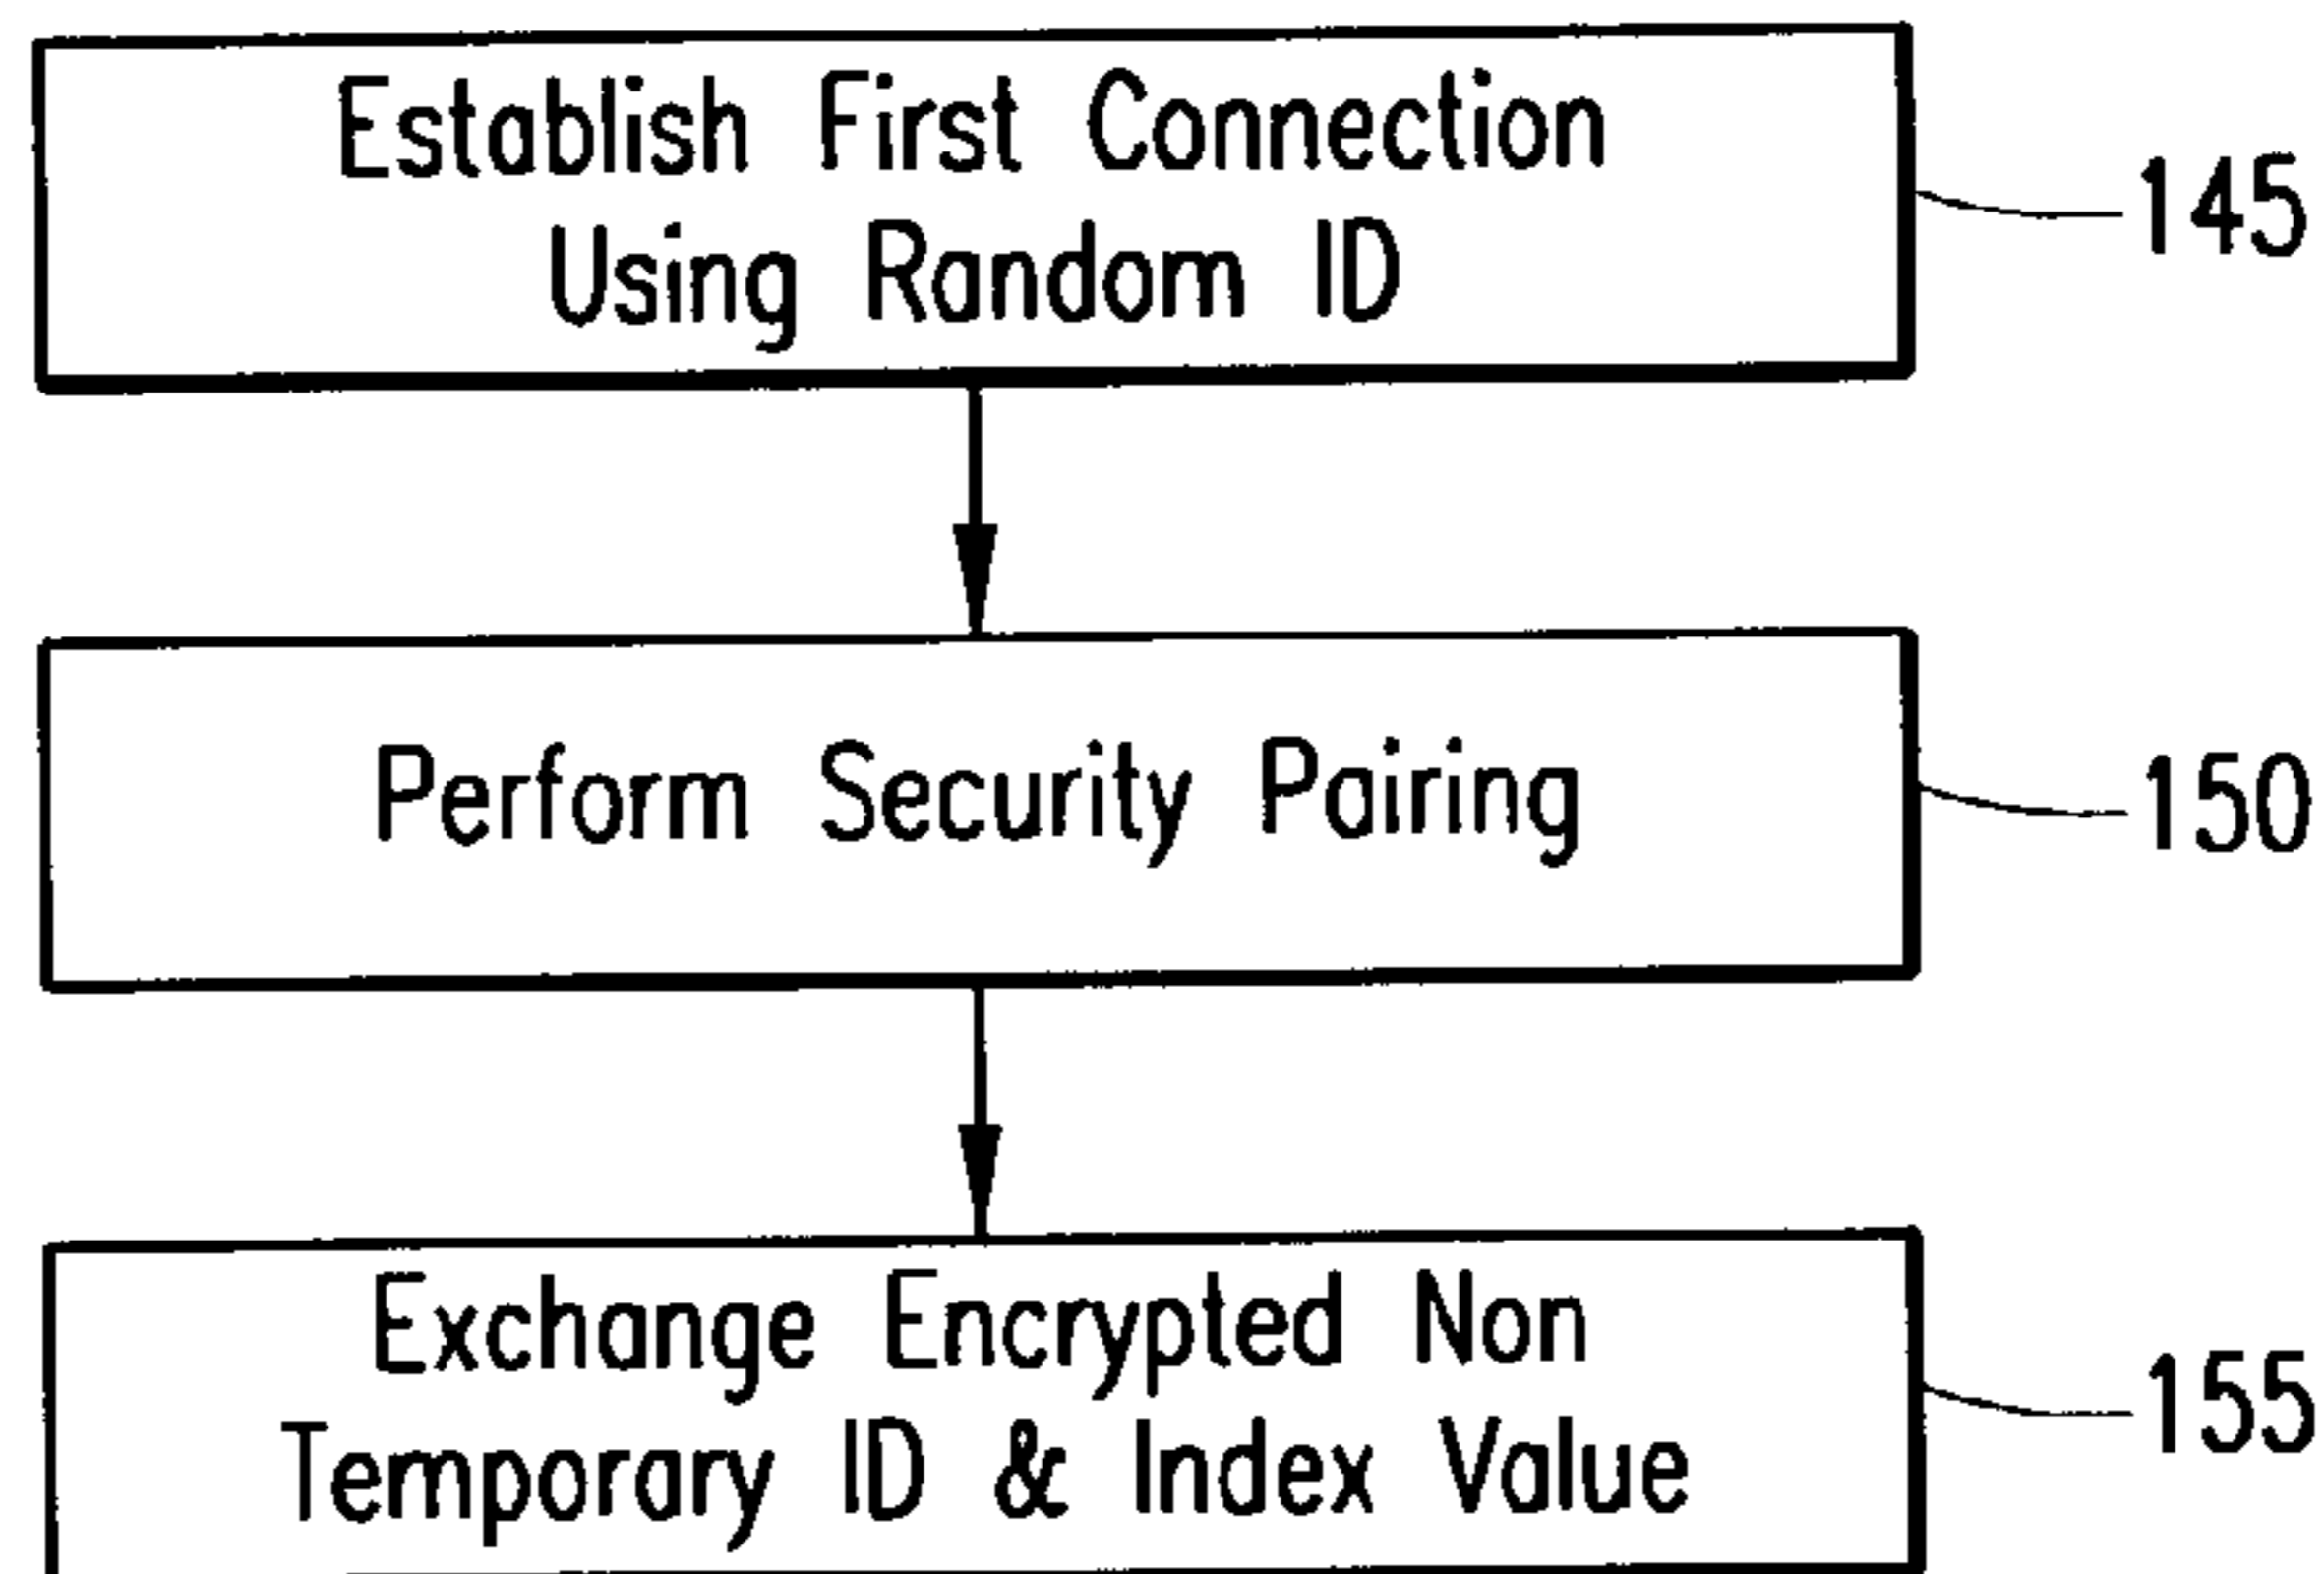 Establish First Connection
Using Random ID
145
Perform Security Pairing
150
Exchange Encrypted Non
Temporary ID & Index Value
155